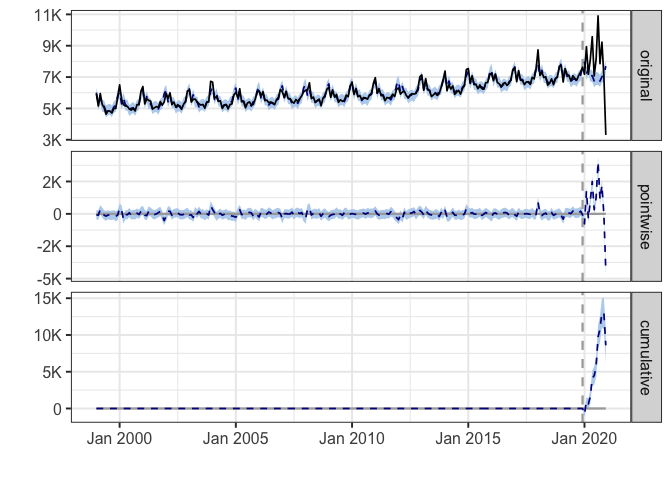 11K
9K
7K
5K
3K
original
2K
0
-2K
-5K
pointwise
15K
10K
5K
0
cumulative
Jan 2000 Jan 2005 Jan 2010 Jan 2015 Jan 2020